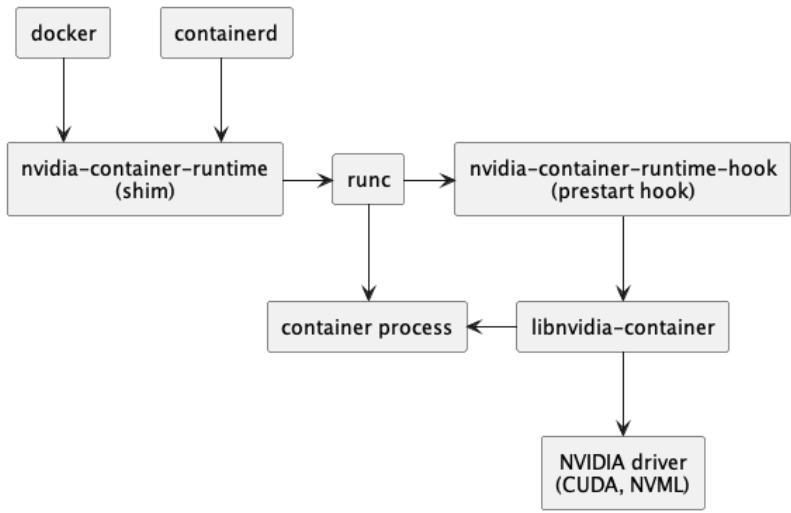 docker
containerd
nvidia-container-runtime
(shim)
runc
nvidia-container-runtime-hook
(prestart hook)
container process
libnvidia-container
NVIDIA driver
(CUDA, NVML)